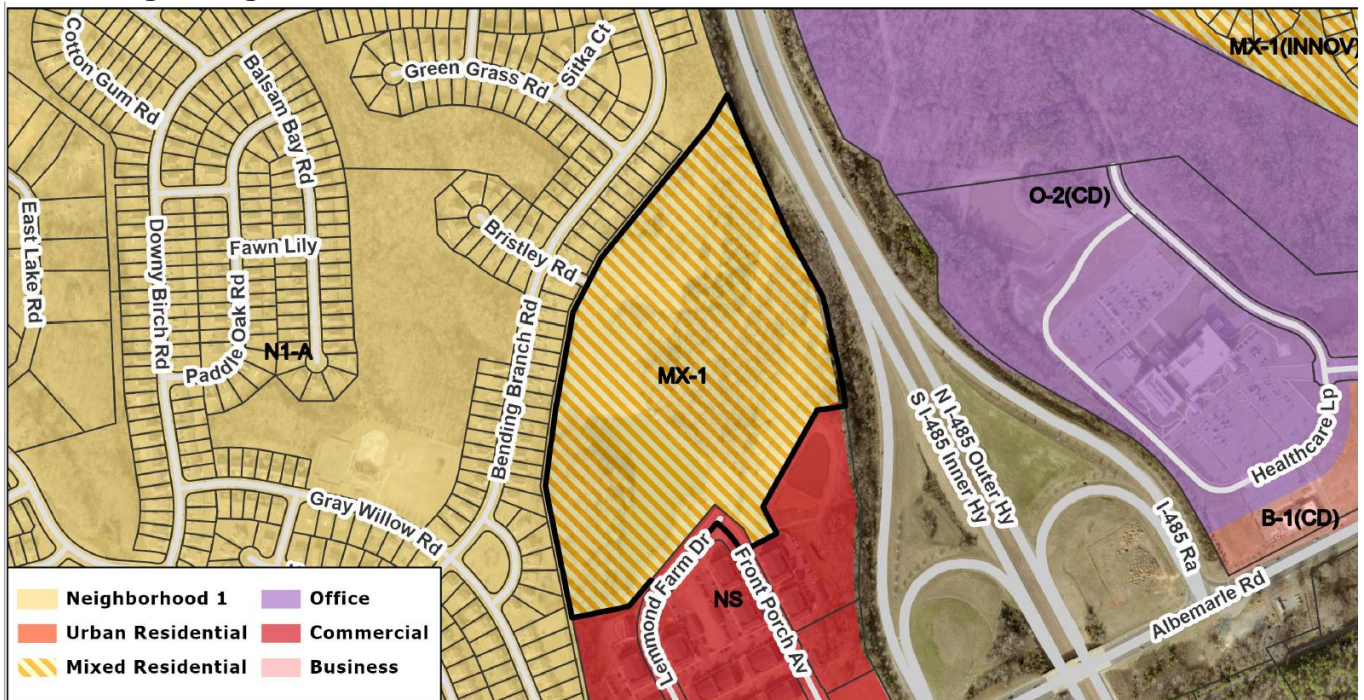 Cotton Gum Rd
Balsam Bay Rd
Green Grass Rd
Sitka Ct
MX-1(INNOV)
O-2(CD)
East Lake Rd
Downy Birch Rd
Fawn Lily
Paddle Oak Rd
N1-A
Bristley Rd
Bending Branch Rd
MX-1
S I-485 Inner Hy
N I-485 Outer Hy
Healthcare Lp
I-485 Ra
B-1(CD)
Gray Willow Rd
Lemmond Farm Dr
Front Porch Av
NS
Albemarle Rd
Neighborhood 1
Urban Residential
Mixed Residential
Office
Commercial
Business